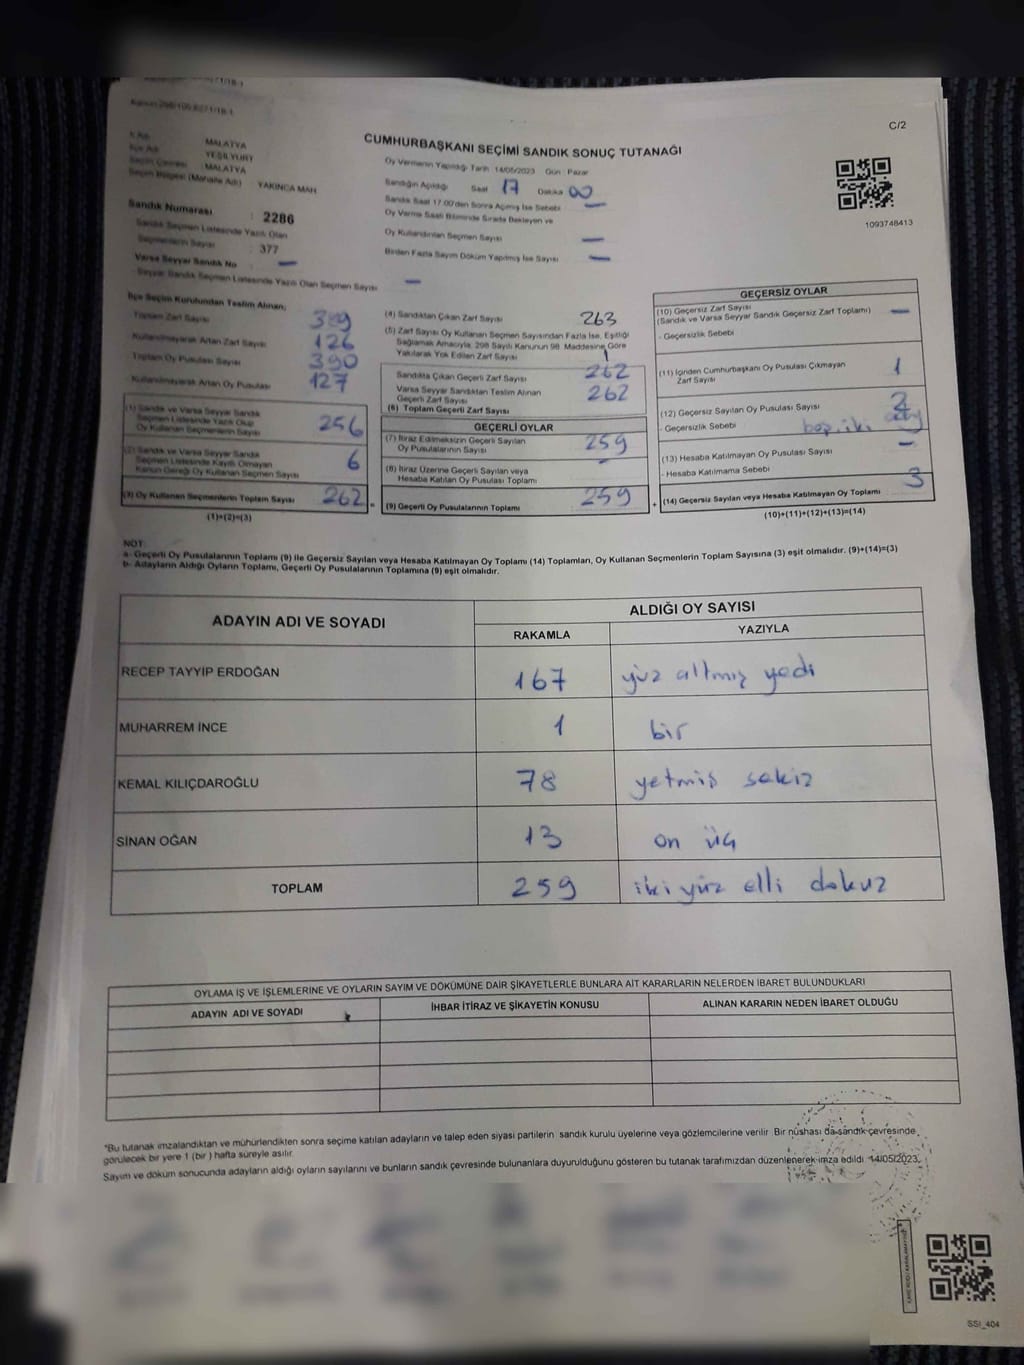 C/2
CUMHURBAŞKANI SEÇİMİ SANDIK SONUÇ TUTANAĞI
MALATYA
YEŞİLYURT
MALATYA
Seçim Bölgesi (Mahalle Adı) YAKINCA MAH
Sandık Numarası : 2286
Sandık Seçmen Listesinde Yazılı Olan
Seçmenlerin Sayısı : 377
Varsa Seyyar Sandık No : —
- Seyyar Sandık Seçmen Listesinde Yazılı Olan Seçmen Sayısı —
Oy Vermenin Yapıldığı Tarih 14/05/2023 Gün Pazar
Sandığın Açıldığı Saat 17 Dakika 00
Sandık Saat 17:00'den Sonra Açılmış İse Sebebi —
Oy Verme Saati Bitiminde Sırada Bekleyen ve
Oy Kullandırılan Seçmen Sayısı —
Birden Fazla Sayım Döküm Yapılmış İse Sayısı —
1093748413
İlçe Seçim Kurulundan Teslim Alınan;
Toplam Zarf Sayısı 389
Kullanılmayarak Artan Zarf Sayısı 126
Toplam Oy Pusulası Sayısı 390
- Kullanılmayarak Artan Oy Pusulası 127
(1) Sandık ve Varsa Seyyar Sandık
Seçmen Listesinde Yazılı Olup
Oy Kullanan Seçmenlerin Sayısı 256
(2) Sandık ve Varsa Seyyar Sandık
Seçmen Listesinde Kayıtlı Olmayan
Kanun Gereği Oy Kullanan Seçmen Sayısı 6
(3) Oy Kullanan Seçmenlerin Toplam Sayısı 262 =
(1)+(2)=(3)
(4) Sandıktan Çıkan Zarf Sayısı 263
(5) Zarf Sayısı Oy Kullanan Seçmen Sayısından Fazla İse, Eşitliği
Sağlamak Amacıyla, 298 Sayılı Kanunun 98. Maddesine Göre
Yakılarak Yok Edilen Zarf Sayısı 1
Sandıkta Çıkan Geçerli Zarf Sayısı 262
Varsa Seyyar Sandıktan Teslim Alınan
Geçerli Zarf Sayısı 262
(6) Toplam Geçerli Zarf Sayısı
GEÇERLİ OYLAR
(7) İtiraz Edilmeksizin Geçerli Sayılan
Oy Pusulalarının Sayısı 259
(8) İtiraz Üzerine Geçerli Sayılan veya
Hesaba Katılan Oy Pusulası Toplamı —
(9) Geçerli Oy Pusulalarının Toplamı 259 +
GEÇERSİZ OYLAR
(10) Geçersiz Zarf Sayısı
(Sandık ve Varsa Seyyar Sandık Geçersiz Zarf Toplamı) —
- Geçersizlik Sebebi
(11) İçinden Cumhurbaşkanı Oy Pusulası Çıkmayan
Zarf Sayısı 1
(12) Geçersiz Sayılan Oy Pusulası Sayısı 2
- Geçersizlik Sebebi
(13) Hesaba Katılmayan Oy Pusulası Sayısı —
- Hesaba Katılmama Sebebi
(14) Geçersiz Sayılan veya Hesaba Katılmayan Oy Toplamı 3
(10)+(11)+(12)+(13)=(14)
NOT:
a- Geçerli Oy Pusulalarının Toplamı (9) ile Geçersiz Sayılan veya Hesaba Katılmayan Oy Toplamı (14) Toplamları, Oy Kullanan Seçmenlerin Toplam Sayısına (3) eşit olmalıdır. (9)+(14)=(3)
b- Adayların Aldığı Oyların Toplamı, Geçerli Oy Pusulalarının Toplamına (9) eşit olmalıdır.
ADAYIN ADI VE SOYADI
ALDIĞI OY SAYISI
RAKAMLA YAZIYLA
RECEP TAYYİP ERDOĞAN 167 yüz altmış yedi
MUHARREM İNCE 1 bir
KEMAL KILIÇDAROĞLU 78 yetmiş sekiz
SİNAN OĞAN 13 on üç
TOPLAM 259 iki yüz elli dokuz
OYLAMA İŞ VE İŞLEMLERİNE VE OYLARIN SAYIM VE DÖKÜMÜNE DAİR ŞİKAYETLERLE BUNLARA AİT KARARLARIN NELERDEN İBARET BULUNDUKLARI
ADAYIN ADI VE SOYADI İHBAR İTİRAZ VE ŞİKAYETİN KONUSU ALINAN KARARIN NEDEN İBARET OLDUĞU
*Bu tutanak imzalandıktan ve mühürlendikten sonra seçime katılan adayların ve talep eden siyasi partilerin sandık kurulu üyelerine veya gözlemcilerine verilir. Bir nüshası da sandık çevresinde
görülecek bir yere 1 (bir) hafta süreyle asılır.
Sayım ve döküm sonucunda adayların aldığı oyların sayılarını ve bunların sandık çevresinde bulunanlara duyurulduğunu gösteren bu tutanak tarafımızdan düzenlenerek imza edildi. 14/05/2023.
SSI_404